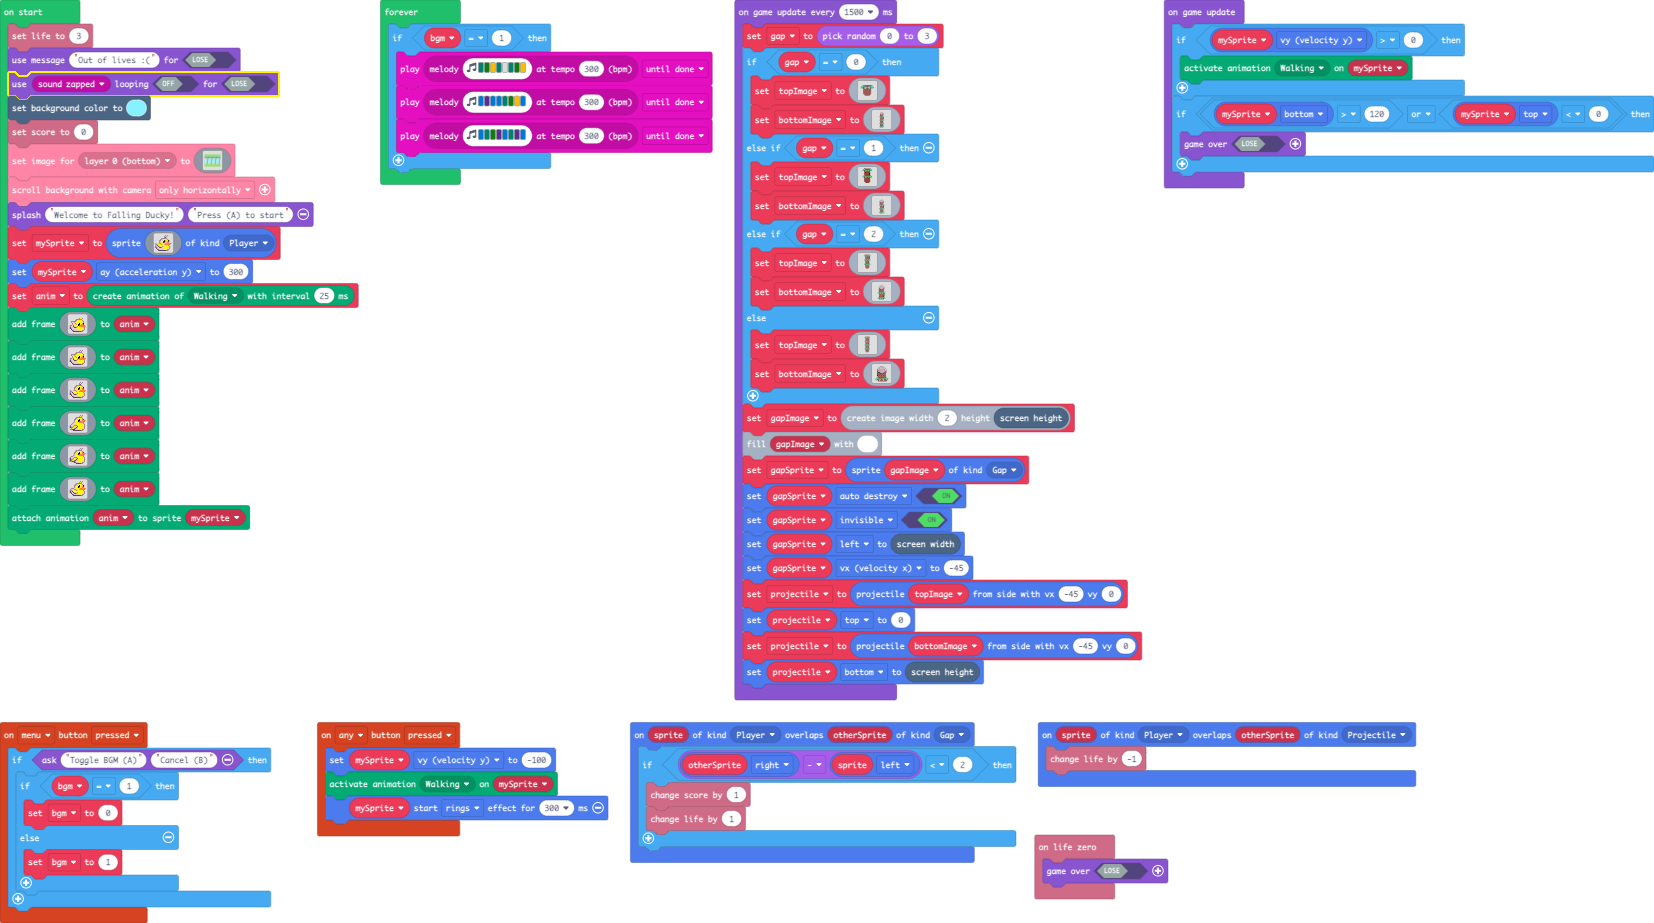 on start
set life to 3
use message "Out of lives :(" for LOSE
use sound zapped looping OFF for LOSE
set background color to
set score to 0
set image for layer 0 (bottom) to
scroll background with camera only horizontally
splash "Welcome to Falling Ducky!" "Press (A) to start"
set mySprite to sprite of kind Player
set mySprite ay (acceleration y) to 300
set anim to create animation of Walking with interval 25 ms
add frame to anim
add frame to anim
add frame to anim
add frame to anim
add frame to anim
add frame to anim
attach animation anim to sprite mySprite
forever
if bgm = 1 then
play melody at tempo 300 (bpm) until done
play melody at tempo 300 (bpm) until done
play melody at tempo 300 (bpm) until done
on game update every 1500 ms
set gap to pick random 0 to 3
if gap = 0 then
set topImage to
set bottomImage to
else if gap = 1 then
set topImage to
set bottomImage to
else if gap = 2 then
set topImage to
set bottomImage to
else
set topImage to
set bottomImage to
set gapImage to create image width 2 height screen height
fill gapImage with
set gapSprite to sprite gapImage of kind Gap
set gapSprite auto destroy ON
set gapSprite invisible ON
set gapSprite left to screen width
set gapSprite vx (velocity x) to -45
set projectile to projectile topImage from side with vx -45 vy 0
set projectile top to 0
set projectile to projectile bottomImage from side with vx -45 vy 0
set projectile bottom to screen height
on game update
if mySprite vy (velocity y) > 0 then
activate animation Walking on mySprite
if mySprite bottom > 120 or mySprite top < 0 then
game over LOSE
on menu button pressed
if ask "Toggle BGM (A)" "Cancel (B)" then
if bgm = 1 then
set bgm to 0
else
set bgm to 1
on any button pressed
set mySprite vy (velocity y) to -100
activate animation Walking on mySprite
mySprite start rings effect for 300 ms
on sprite of kind Player overlaps otherSprite of kind Gap
if otherSprite right - sprite left < 2 then
change score by 1
change life by 1
on sprite of kind Player overlaps otherSprite of kind Projectile
change life by -1
on life zero
game over LOSE